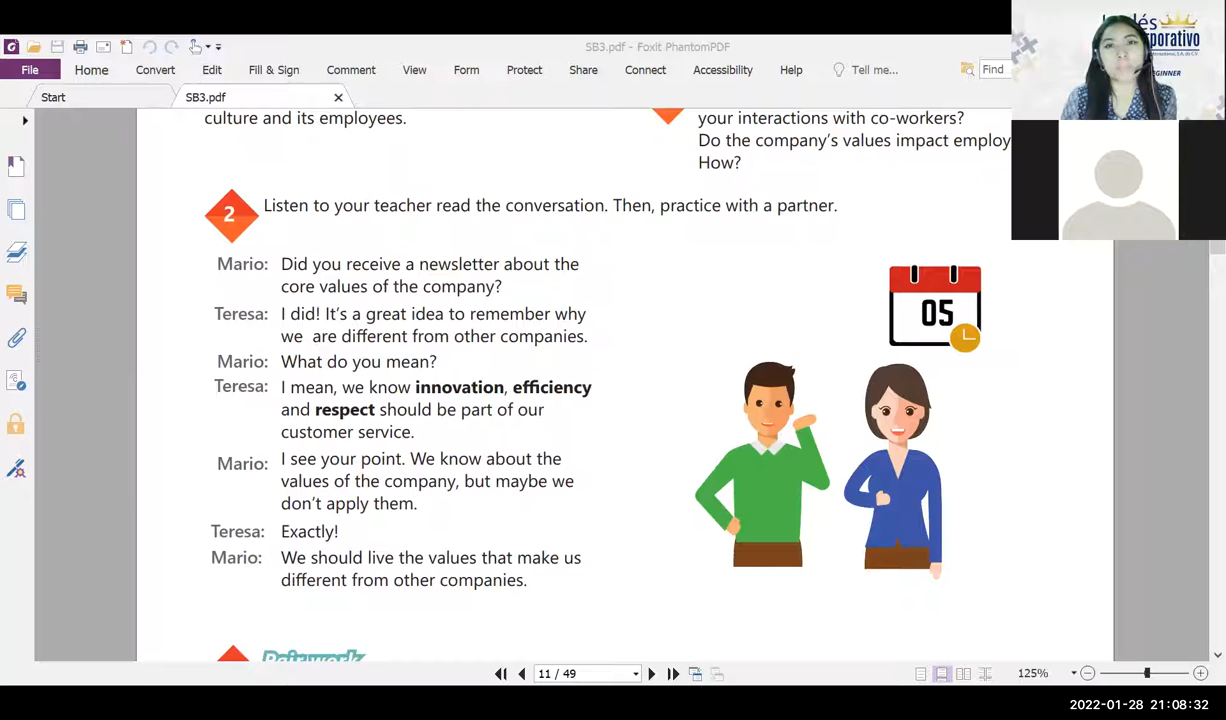 SB3.pdf - Foxit PhantomPDF
File Home Convert Edit Fill & Sign Comment View Form Protect Share Connect Accessibility Help Tell me... Find
Start SB3.pdf
culture and its employees.
your interactions with co-workers?
Do the company's values impact employ
How?
2 Listen to your teacher read the conversation. Then, practice with a partner.
Mario: Did you receive a newsletter about the
core values of the company?
Teresa: I did! It's a great idea to remember why
we are different from other companies.
Mario: What do you mean?
Teresa: I mean, we know innovation, efficiency
and respect should be part of our
customer service.
Mario: I see your point. We know about the
values of the company, but maybe we
don't apply them.
Teresa: Exactly!
Mario: We should live the values that make us
different from other companies.
05
Pair work
11 / 49
125%
2022-01-28 21:08:32